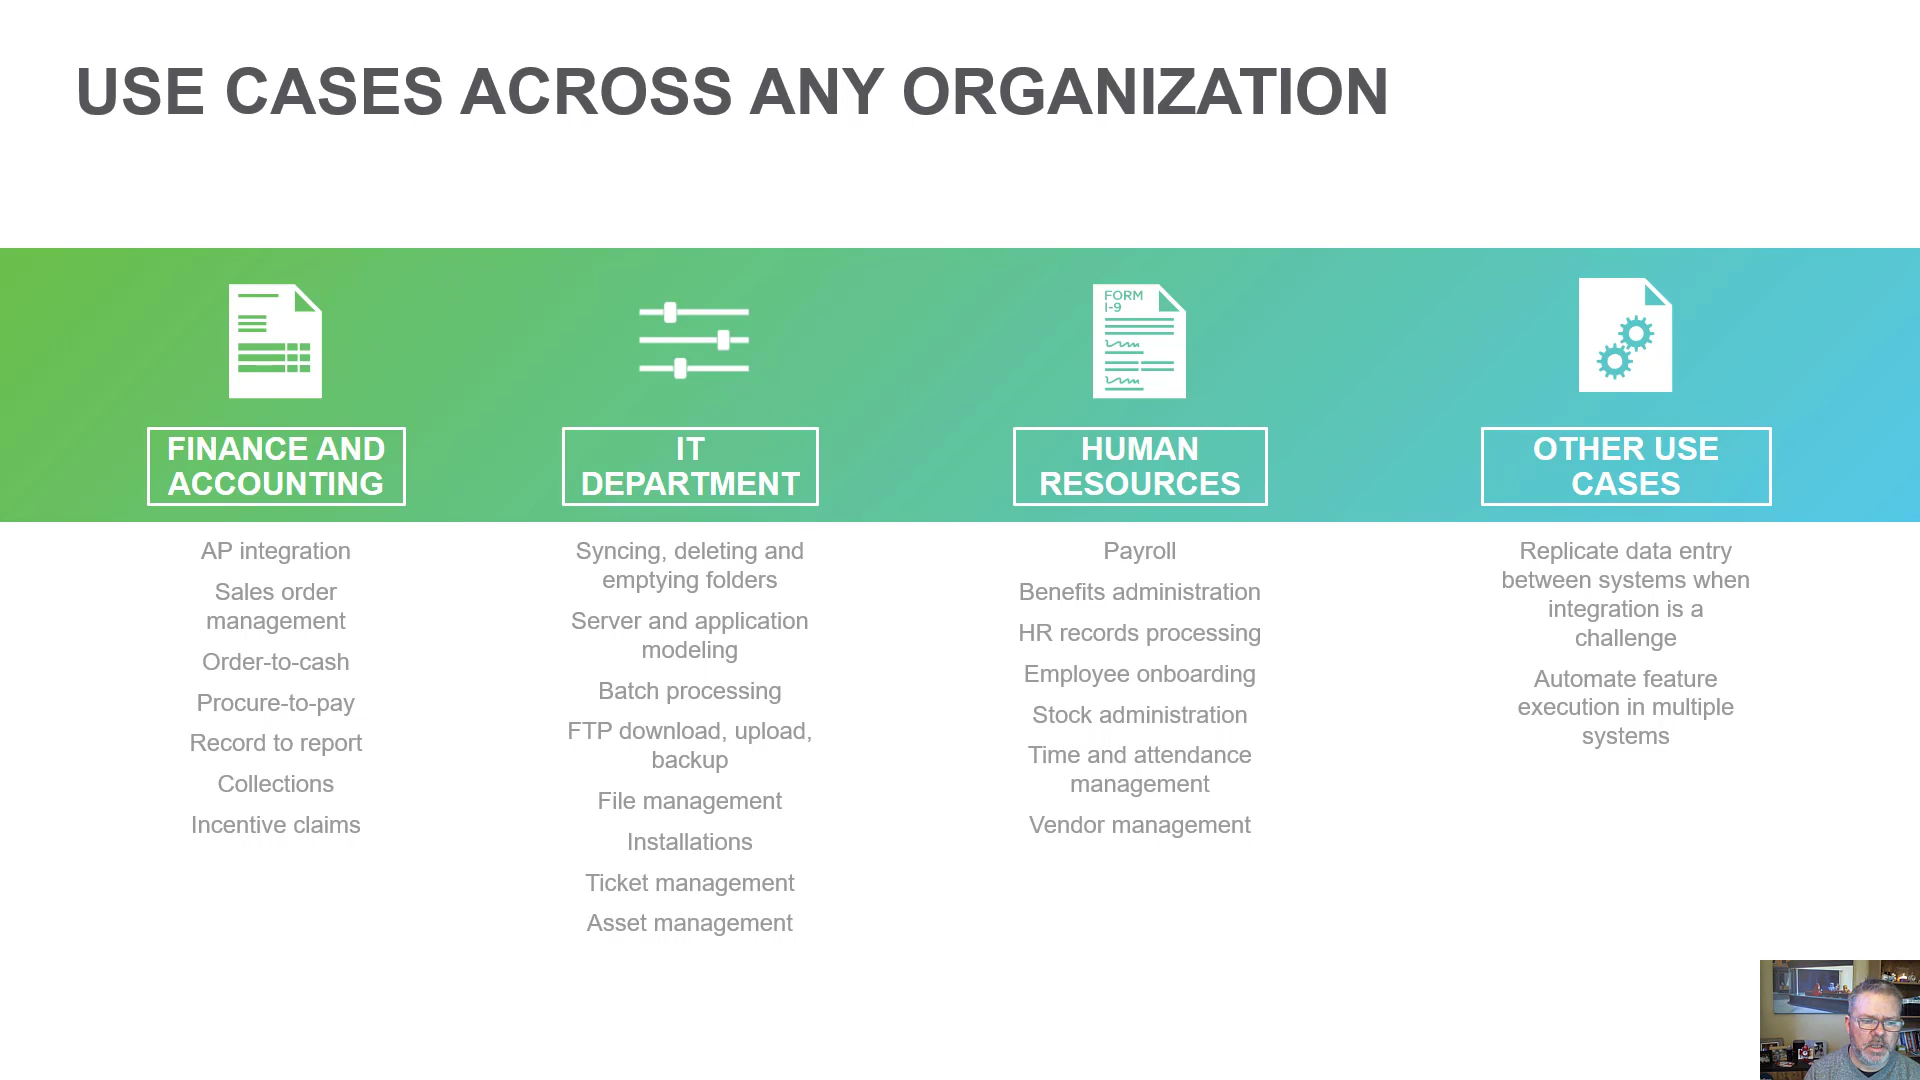 USE CASES ACROSS ANY ORGANIZATION
FINANCE AND
ACCOUNTING
AP integration
Sales order
management
Order-to-cash
Procure-to-pay
Record to report
Collections
Incentive claims
IT
DEPARTMENT
Syncing, deleting and
emptying folders
Server and application
modeling
Batch processing
FTP download, upload,
backup
File management
Installations
Ticket management
Asset management
FORM
I-9
HUMAN
RESOURCES
Payroll
Benefits administration
HR records processing
Employee onboarding
Stock administration
Time and attendance
management
Vendor management
OTHER USE
CASES
Replicate data entry
between systems when
integration is a
challenge
Automate feature
execution in multiple
systems